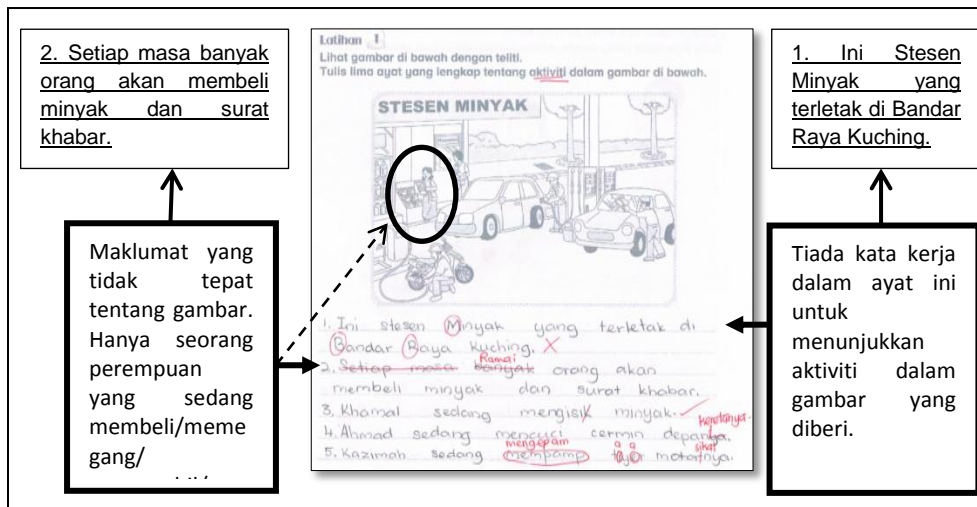 2. Setiap masa banyak
orang akan membeli
minyak dan surat
khabar.
Maklumat yang
tidak tepat
tentang gambar.
Hanya seorang
perempuan
yang sedang
membeli/meme
gang/
Latihan 1
Lihat gambar di bawah dengan teliti.
Tulis lima ayat yang lengkap tentang aktiviti dalam gambar di bawah.
STESEN MINYAK
1. Ini stesen Minyak yang terletak di
Bandar Raya Kuching. X
Ramai
2. Setiap masa banyak orang akan
membeli minyak dan surat khabar.
3. Khamal sedang mengisi minyak.
keretanya.
4. Ahmad sedang mencuci cermin depannya.
mengepam
5. Kazimah sedang mempamp motornya.
1. Ini Stesen
Minyak yang
terletak di Bandar
Raya Kuching.
Tiada kata kerja
dalam ayat ini
untuk
menunjukkan
aktiviti dalam
gambar yang
diberi.